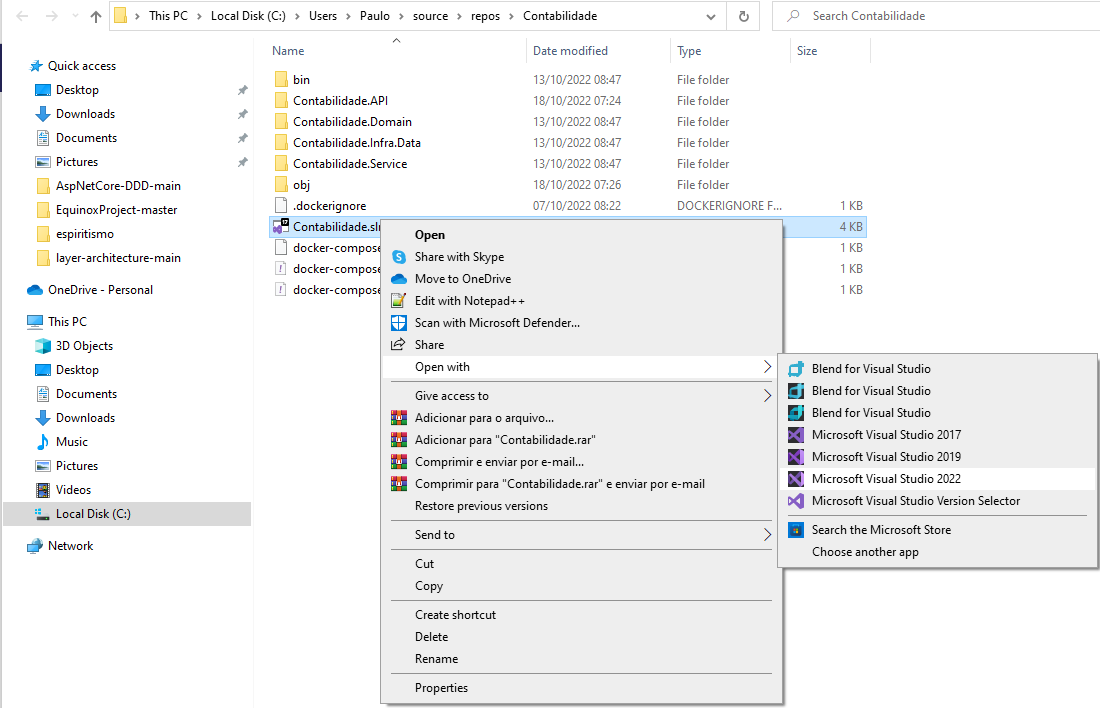 This PC > Local Disk (C:) > Users > Paulo > source > repos > Contabilidade
Search Contabilidade
Name Date modified Type Size
Quick access
Desktop
Downloads
Documents
Pictures
AspNetCore-DDD-main
EquinoxProject-master
espiritismo
layer-architecture-main
OneDrive - Personal
This PC
3D Objects
Desktop
Documents
Downloads
Music
Pictures
Videos
Local Disk (C:)
Network
bin 13/10/2022 08:47 File folder
Contabilidade.API 18/10/2022 07:24 File folder
Contabilidade.Domain 13/10/2022 08:47 File folder
Contabilidade.Infra.Data 13/10/2022 08:47 File folder
Contabilidade.Service 13/10/2022 08:47 File folder
obj 18/10/2022 07:26 File folder
.dockerignore 07/10/2022 08:22 DOCKERIGNORE F... 1 KB
Contabilidade.sln 4 KB
docker-compose 1 KB
docker-compose 1 KB
docker-compose 1 KB
Open
Share with Skype
Move to OneDrive
Edit with Notepad++
Scan with Microsoft Defender...
Share
Open with
Give access to
Adicionar para o arquivo...
Adicionar para "Contabilidade.rar"
Comprimir e enviar por e-mail...
Comprimir para "Contabilidade.rar" e enviar por e-mail
Restore previous versions
Send to
Cut
Copy
Create shortcut
Delete
Rename
Properties
Blend for Visual Studio
Blend for Visual Studio
Blend for Visual Studio
Microsoft Visual Studio 2017
Microsoft Visual Studio 2019
Microsoft Visual Studio 2022
Microsoft Visual Studio Version Selector
Search the Microsoft Store
Choose another app